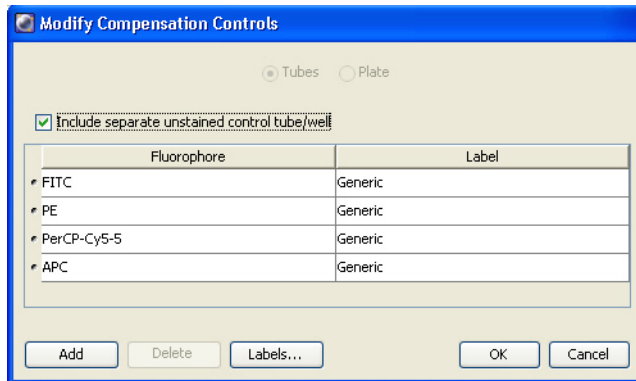 Modify Compensation Controls
Tubes Plate
Include separate unstained control tube/well
Fluorophore Label
FITC Generic
PE Generic
PerCP-Cy5-5 Generic
APC Generic
Add Delete Labels... OK Cancel